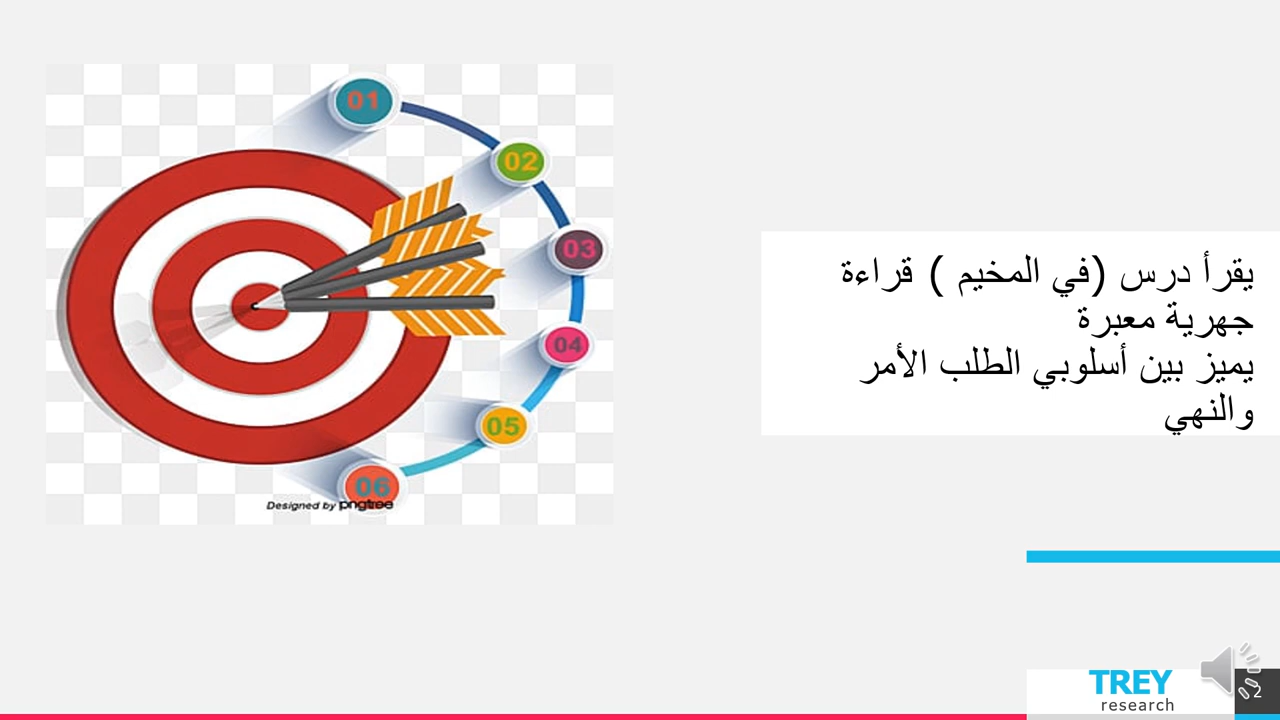 01
02
03
04
05
06
Designed by pngtree
يقرأ درس (في المخيم ) قراءة
جهرية معبرة
يميز بين أسلوبي الطلب الأمر
والنهي
TREY
research
2